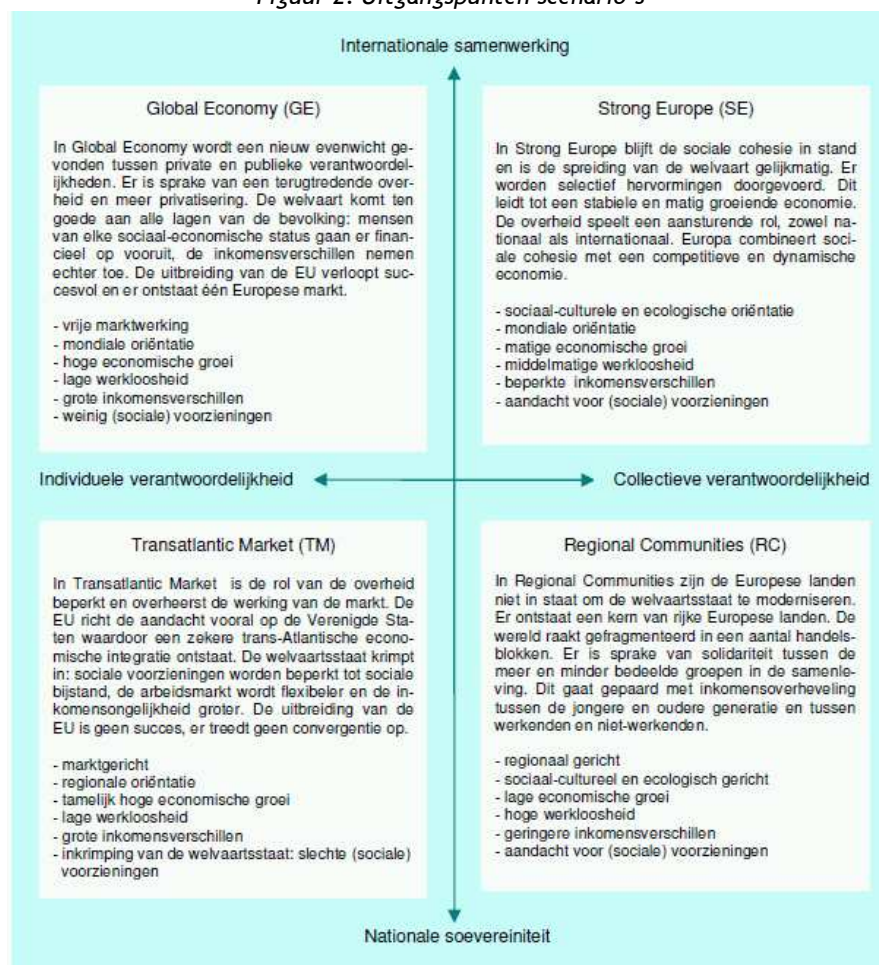 Figuur 2: Uitgangspunten scenario's
Internationale samenwerking
Global Economy (GE)
In Global Economy wordt een nieuw evenwicht ge-
vonden tussen private en publieke verantwoordel-
ijkheden. Er is sprake van een terugtredende over-
heid en meer privatisering. De welvaart komt ten
goede aan alle lagen van de bevolking: mensen
van elke sociaal-economische status gaan er finan-
cieel op vooruit, de inkomensverschillen nemen
echter toe. De uitbreiding van de EU verloopt suc-
cesvol en er ontstaat één Europese markt.
- vrije marktwerking
- mondiale oriëntatie
- hoge economische groei
- lage werkloosheid
- grote inkomensverschillen
- weinig (sociale) voorzieningen
Strong Europe (SE)
In Strong Europe blijft de sociale cohesie in stand
en is de spreiding van de welvaart gelijkmatig. Er
worden selectief hervormingen doorgevoerd. Dit
leidt tot een stabiele en matig groeiende economie.
De overheid speelt een aansturende rol, zowel na-
tionaal als internationaal. Europa combineert soci-
ale cohesie met een competitieve en dynamische
economie.
- sociaal-culturele en ecologische oriëntatie
- mondiale oriëntatie
- matige economische groei
- middelmatige werkloosheid
- beperkte inkomensverschillen
- aandacht voor (sociale) voorzieningen
Individuele verantwoordelijkheid
Collectieve verantwoordelijkheid
Transatlantic Market (TM)
In Transatlantic Market is de rol van de overheid
beperkt en overheerst de werking van de markt. De
EU richt de aandacht vooral op de Verenigde Sta-
ten waardoor een zekere trans-Atlantische econo-
mische integratie ontstaat. De welvaartsstaat krimpt
in: sociale voorzieningen worden beperkt tot sociale
bijstand, de arbeidsmarkt wordt flexibeler en de in-
komensongelijkheid groter. De uitbreiding van de
EU is geen succes, er treedt geen convergentie op.
- marktgericht
- regionale oriëntatie
- tamelijk hoge economische groei
- lage werkloosheid
- grote inkomensverschillen
- inkrimping van de welvaartsstaat: slechte (sociale)
voorzieningen
Regional Communities (RC)
In Regional Communities zijn de Europese landen
niet in staat om de welvaartsstaat te moderniseren.
Er ontstaat een kern van rijke Europese landen. De
wereld raakt gefragmenteerd in een aantal handels-
blokken. Er is sprake van solidariteit tussen de
meer en minder bedeelde groepen in de samenle-
ving. Dit gaat gepaard met inkomensoverheveling
tussen de jongere en oudere generatie en tussen
werkenden en niet-werkenden.
- regionaal gericht
- sociaal-cultureel en ecologisch gericht
- lage economische groei
- hoge werkloosheid
- geringere inkomensverschillen
- aandacht voor (sociale) voorzieningen
Nationale soevereiniteit